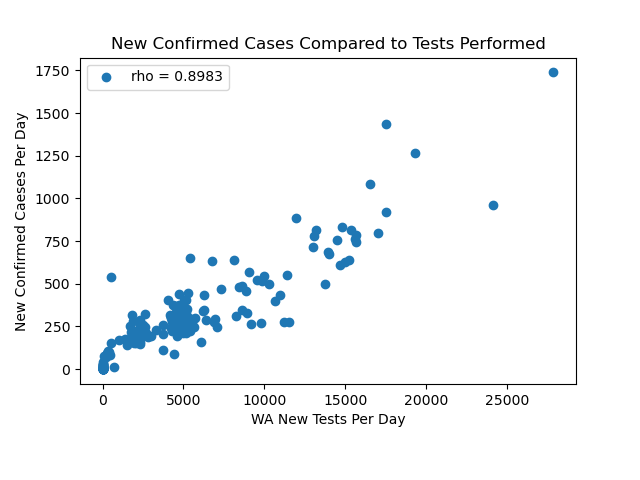 New Confirmed Cases Compared to Tests Performed
rho = 0.8983
New Confirmed Caeses Per Day
1750
1500
1250
1000
750
500
250
0
0 5000 10000 15000 20000 25000
WA New Tests Per Day